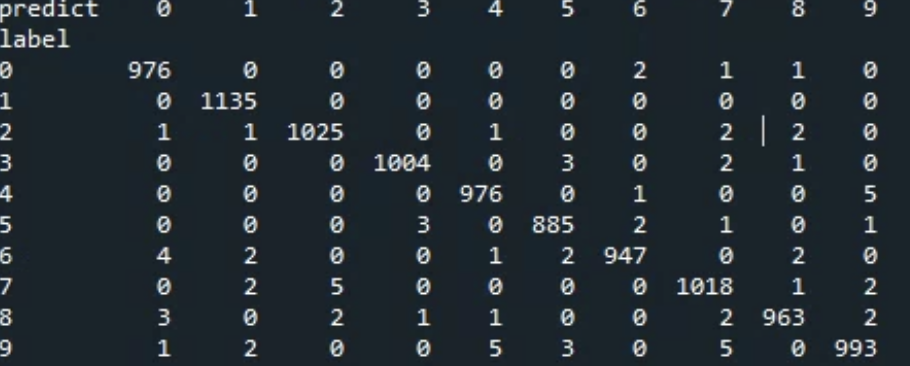 predict 0 1 2 3 4 5 6 7 8 9
label
0 976 0 0 0 0 0 2 1 1 0
1 0 1135 0 0 0 0 0 0 0 0
2 1 1 1025 0 1 0 0 2 2 0
3 0 0 0 1004 0 3 0 2 1 0
4 0 0 0 0 976 0 1 0 0 5
5 0 0 0 3 0 885 2 1 0 1
6 4 2 0 0 1 2 947 0 2 0
7 0 2 5 0 0 0 0 1018 1 2
8 3 0 2 1 1 0 0 2 963 2
9 1 2 0 0 5 3 0 5 0 993